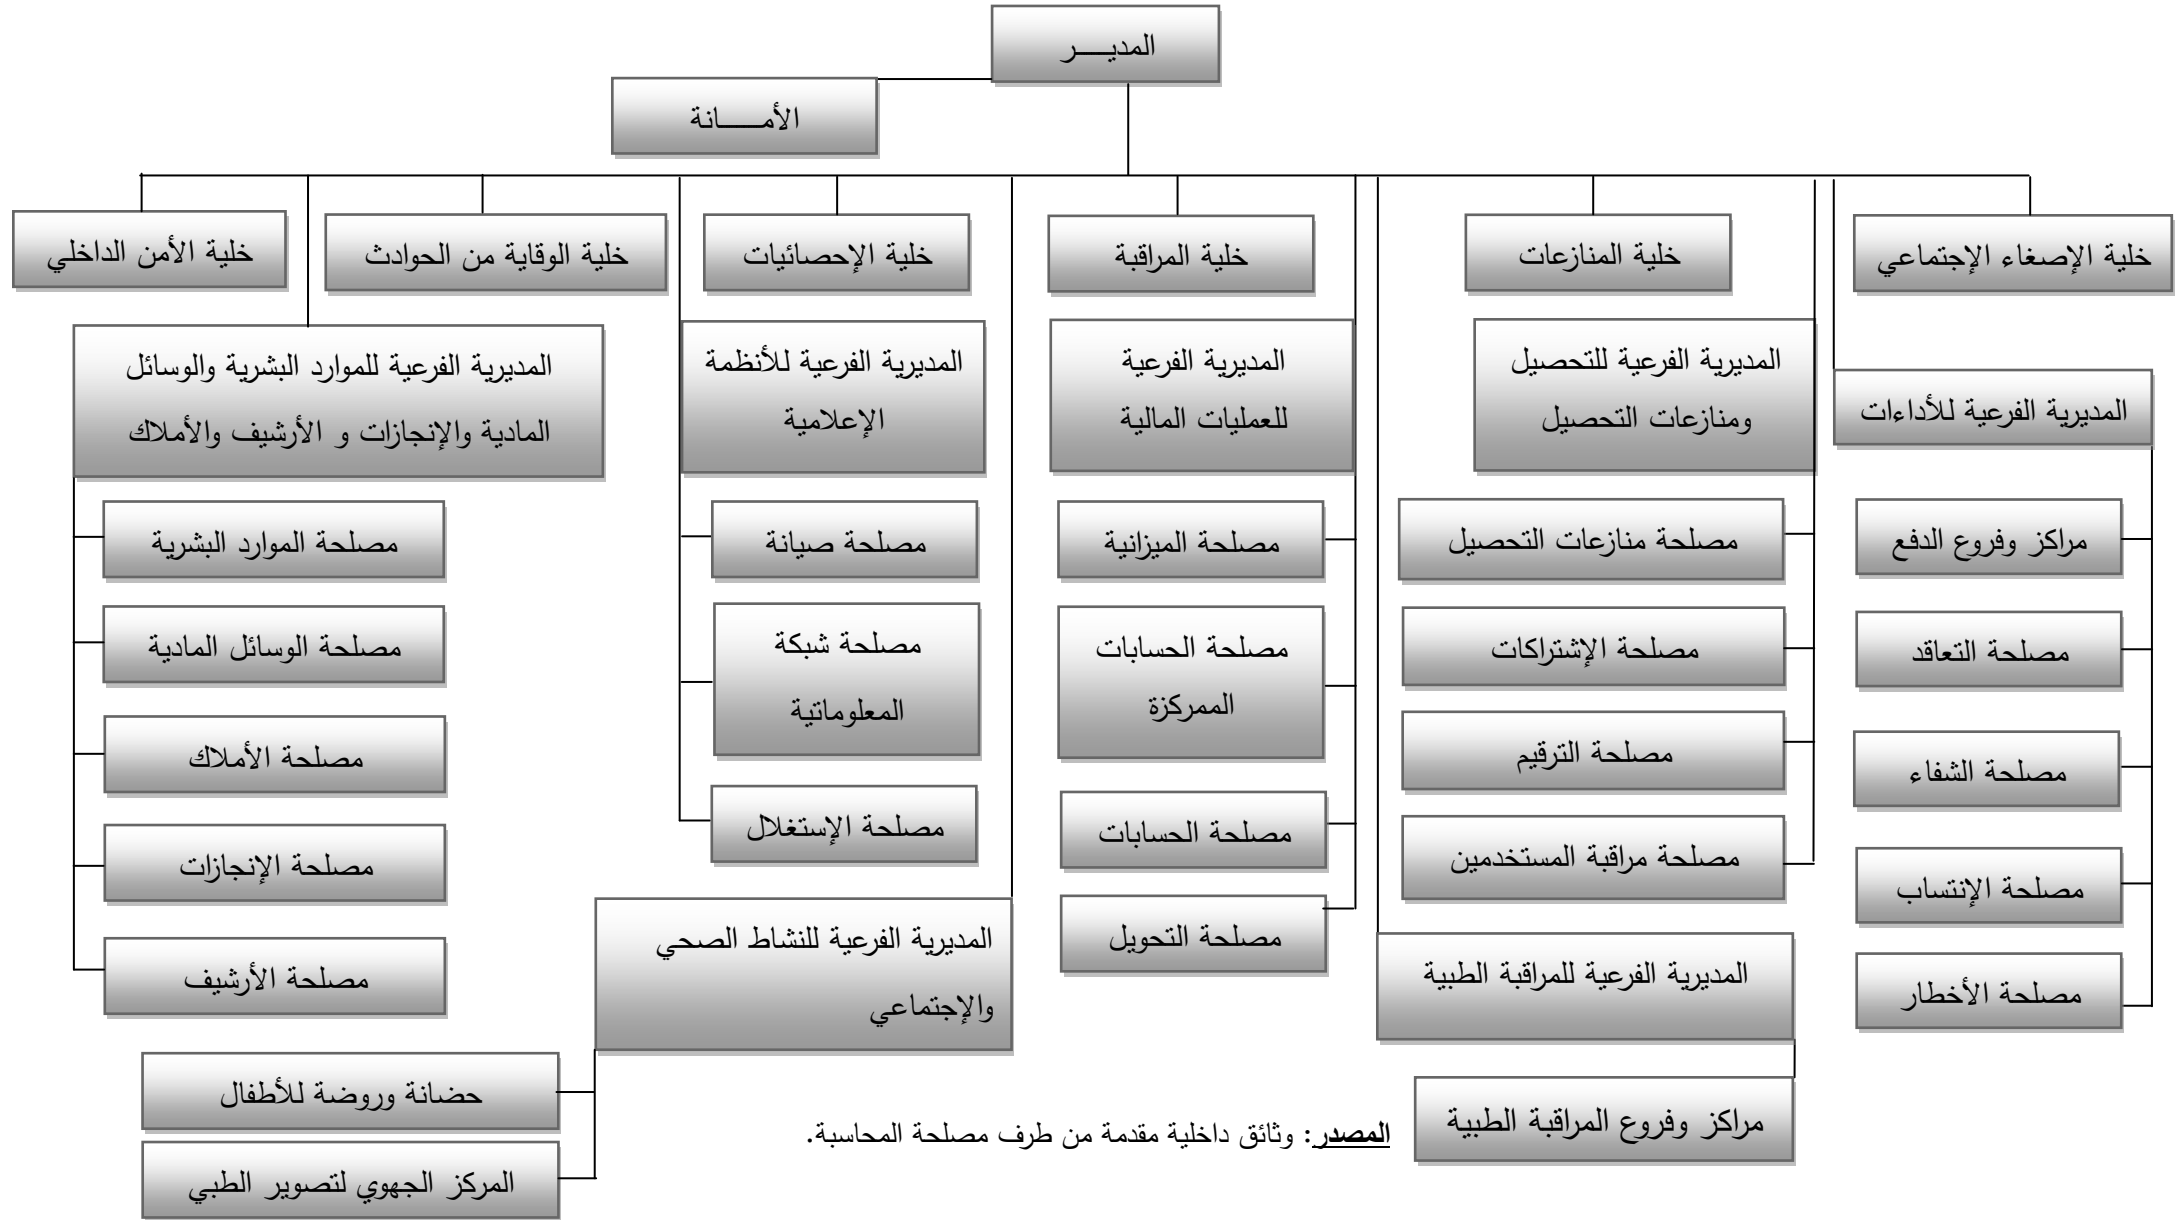 المديـــــر
الأمـــــانة
خلية الإصغاء الإجتماعي
خلية المنازعات
خلية المراقبة
خلية الإحصائيات
خلية الوقاية من الحوادث
خلية الأمن الداخلي
المديرية الفرعية للأداءات
مراكز وفروع الدفع
مصلحة التعاقد
مصلحة الشفاء
مصلحة الإنتساب
مصلحة الأخطار
المديرية الفرعية للتحصيل
ومنازعات التحصيل
مصلحة منازعات التحصيل
مصلحة الإشتراكات
مصلحة الترقيم
مصلحة مراقبة المستخدمين
المديرية الفرعية للمراقبة الطبية
مراكز وفروع المراقبة الطبية
المديرية الفرعية
للعمليات المالية
مصلحة الميزانية
مصلحة الحسابات
الممركزة
مصلحة الحسابات
مصلحة التحويل
المديرية الفرعية للأنظمة
الإعلامية
مصلحة صيانة
مصلحة شبكة
المعلوماتية
مصلحة الإستغلال
المديرية الفرعية للنشاط الصحي
والإجتماعي
حضانة وروضة للأطفال
المركز الجهوي لتصوير الطبي
المديرية الفرعية للموارد البشرية والوسائل
المادية والإنجازات و الأرشيف والأملاك
مصلحة الموارد البشرية
مصلحة الوسائل المادية
مصلحة الأملاك
مصلحة الإنجازات
مصلحة الأرشيف
المصدر: وثائق داخلية مقدمة من طرف مصلحة المحاسبة.